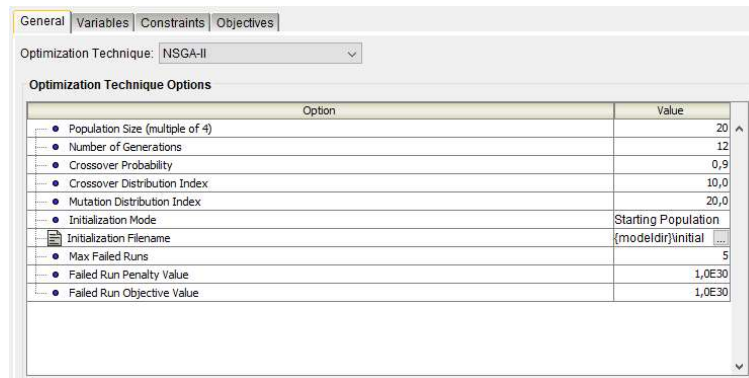 General Variables Constraints Objectives
Optimization Technique: NSGA-II
Optimization Technique Options
Option Value
Population Size (multiple of 4) 20
Number of Generations 12
Crossover Probability 0,9
Crossover Distribution Index 10,0
Mutation Distribution Index 20,0
Initialization Mode Starting Population
Initialization Filename {modeldir}\initial ...
Max Failed Runs 5
Failed Run Penalty Value 1,0E30
Failed Run Objective Value 1,0E30